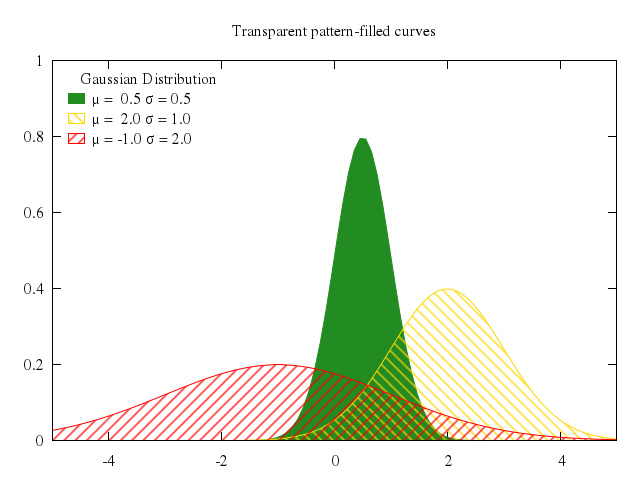 Transparent pattern-filled curves
Gaussian Distribution
μ =  0.5 σ = 0.5
μ =  2.0 σ = 1.0
μ = -1.0 σ = 2.0
1
0.8
0.6
0.4
0.2
0
-4 -2 0 2 4